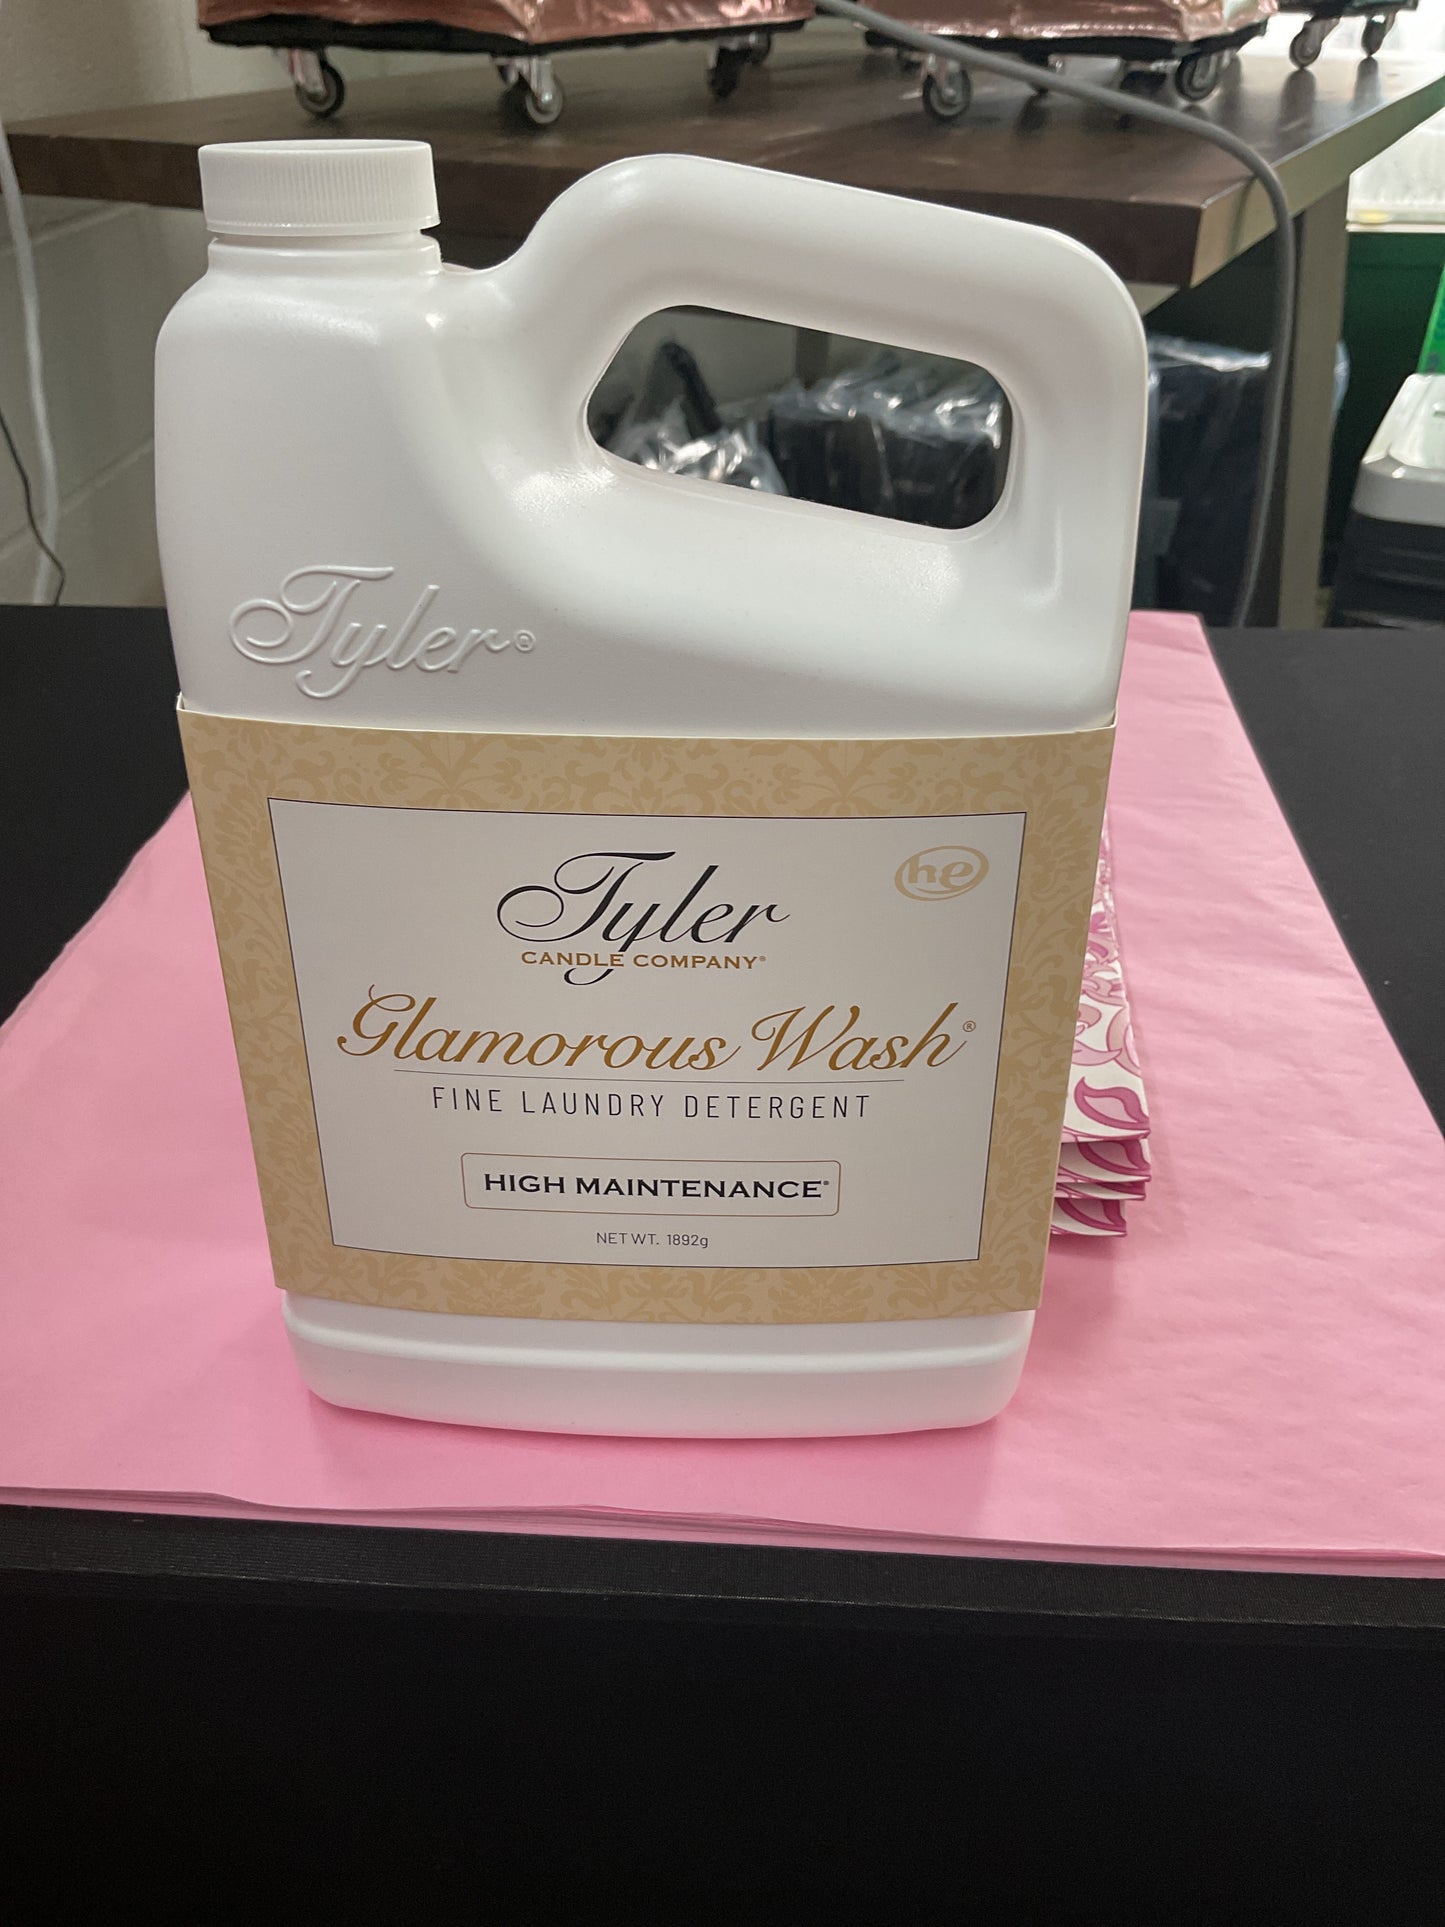 Tyler®
Tyler
CANDLE COMPANY®
he
Glamorous Wash®
FINE LAUNDRY DETERGENT
HIGH MAINTENANCE®
NET WT. 1892g